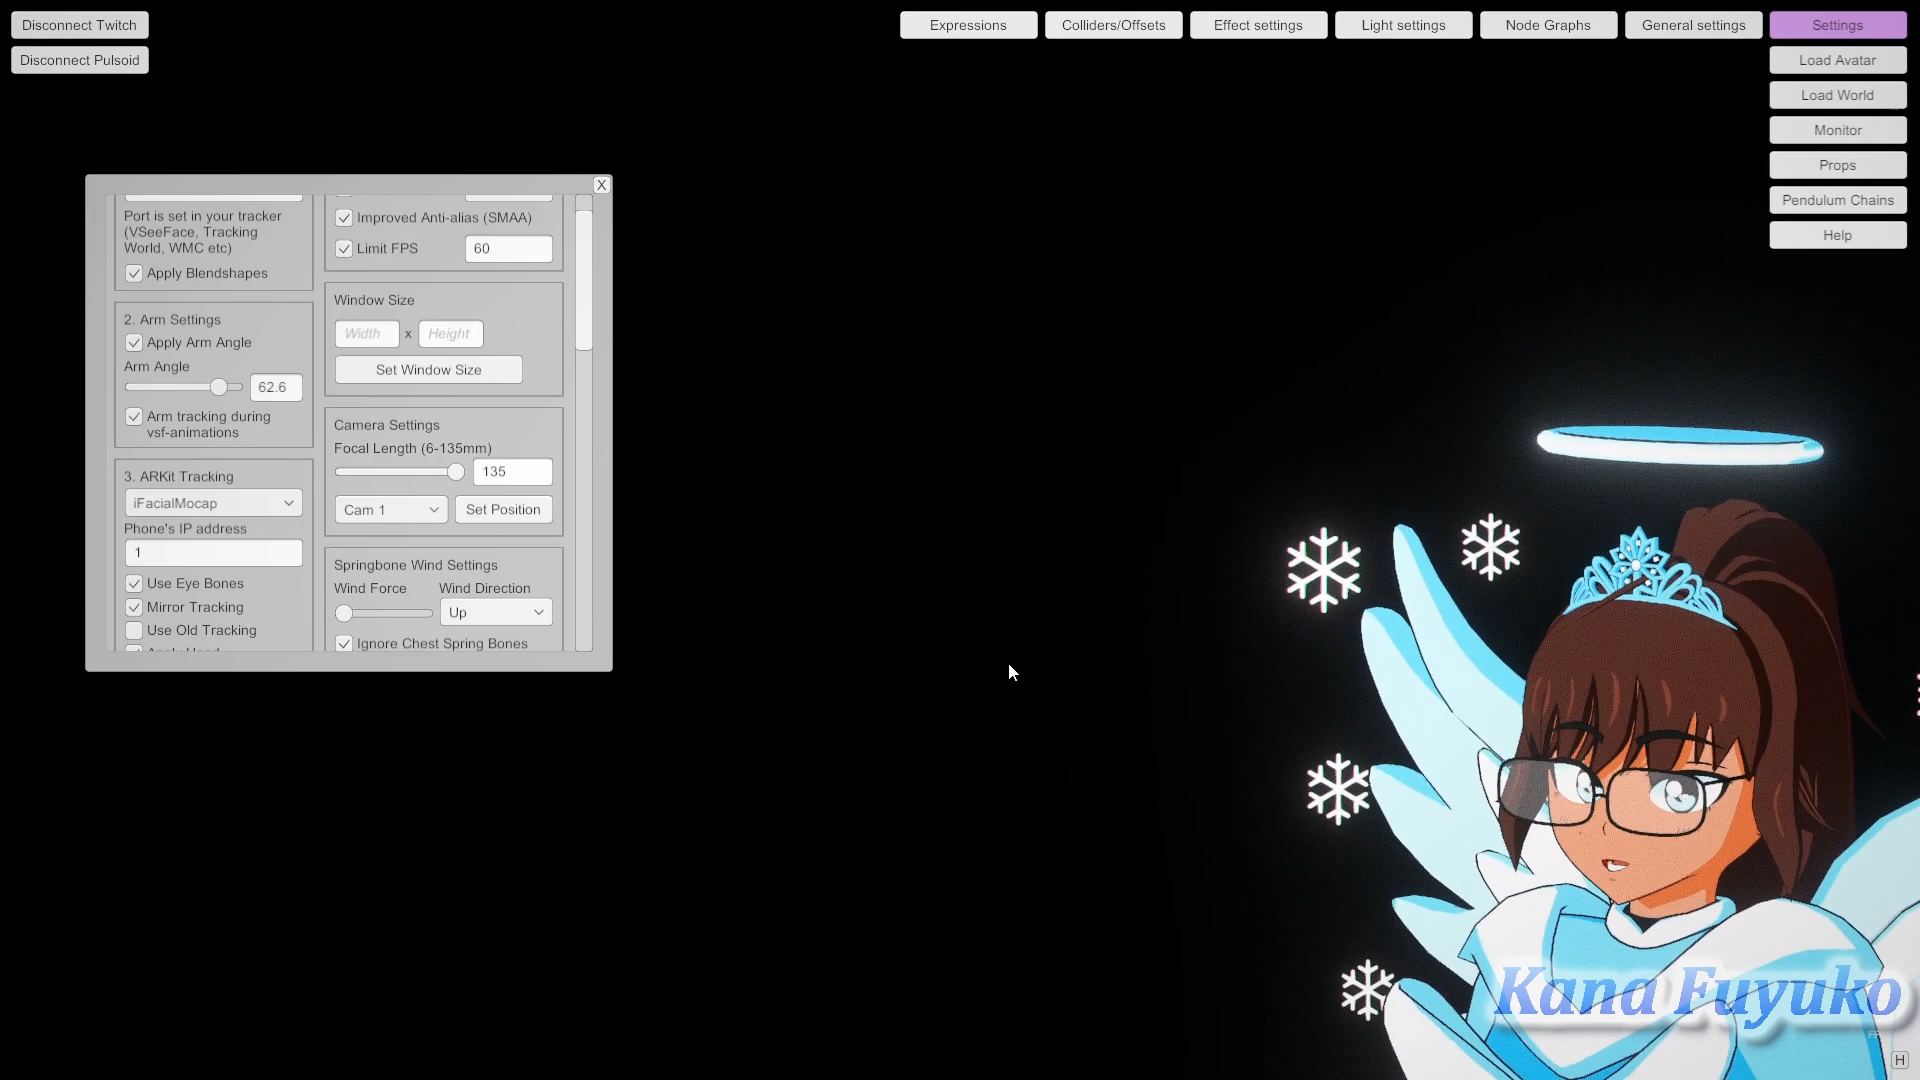 Disconnect Twitch
Disconnect Pulsoid
Expressions
Colliders/Offsets
Effect settings
Light settings
Node Graphs
General settings
Settings
Load Avatar
Load World
Monitor
Props
Pendulum Chains
Help
X
Port is set in your tracker
(VSeeFace, Tracking
World, WMC etc)
Apply Blendshapes
2. Arm Settings
Apply Arm Angle
Arm Angle
62.6
Arm tracking during
vsf-animations
3. ARKit Tracking
iFacialMocap
Phone's IP address
1
Use Eye Bones
Mirror Tracking
Use Old Tracking
Improved Anti-alias (SMAA)
Limit FPS
60
Window Size
Width x Height
Set Window Size
Camera Settings
Focal Length (6-135mm)
135
Cam 1
Set Position
Springbone Wind Settings
Wind Force
Wind Direction
Up
Ignore Chest Spring Bones
Kana Fuyuko
H